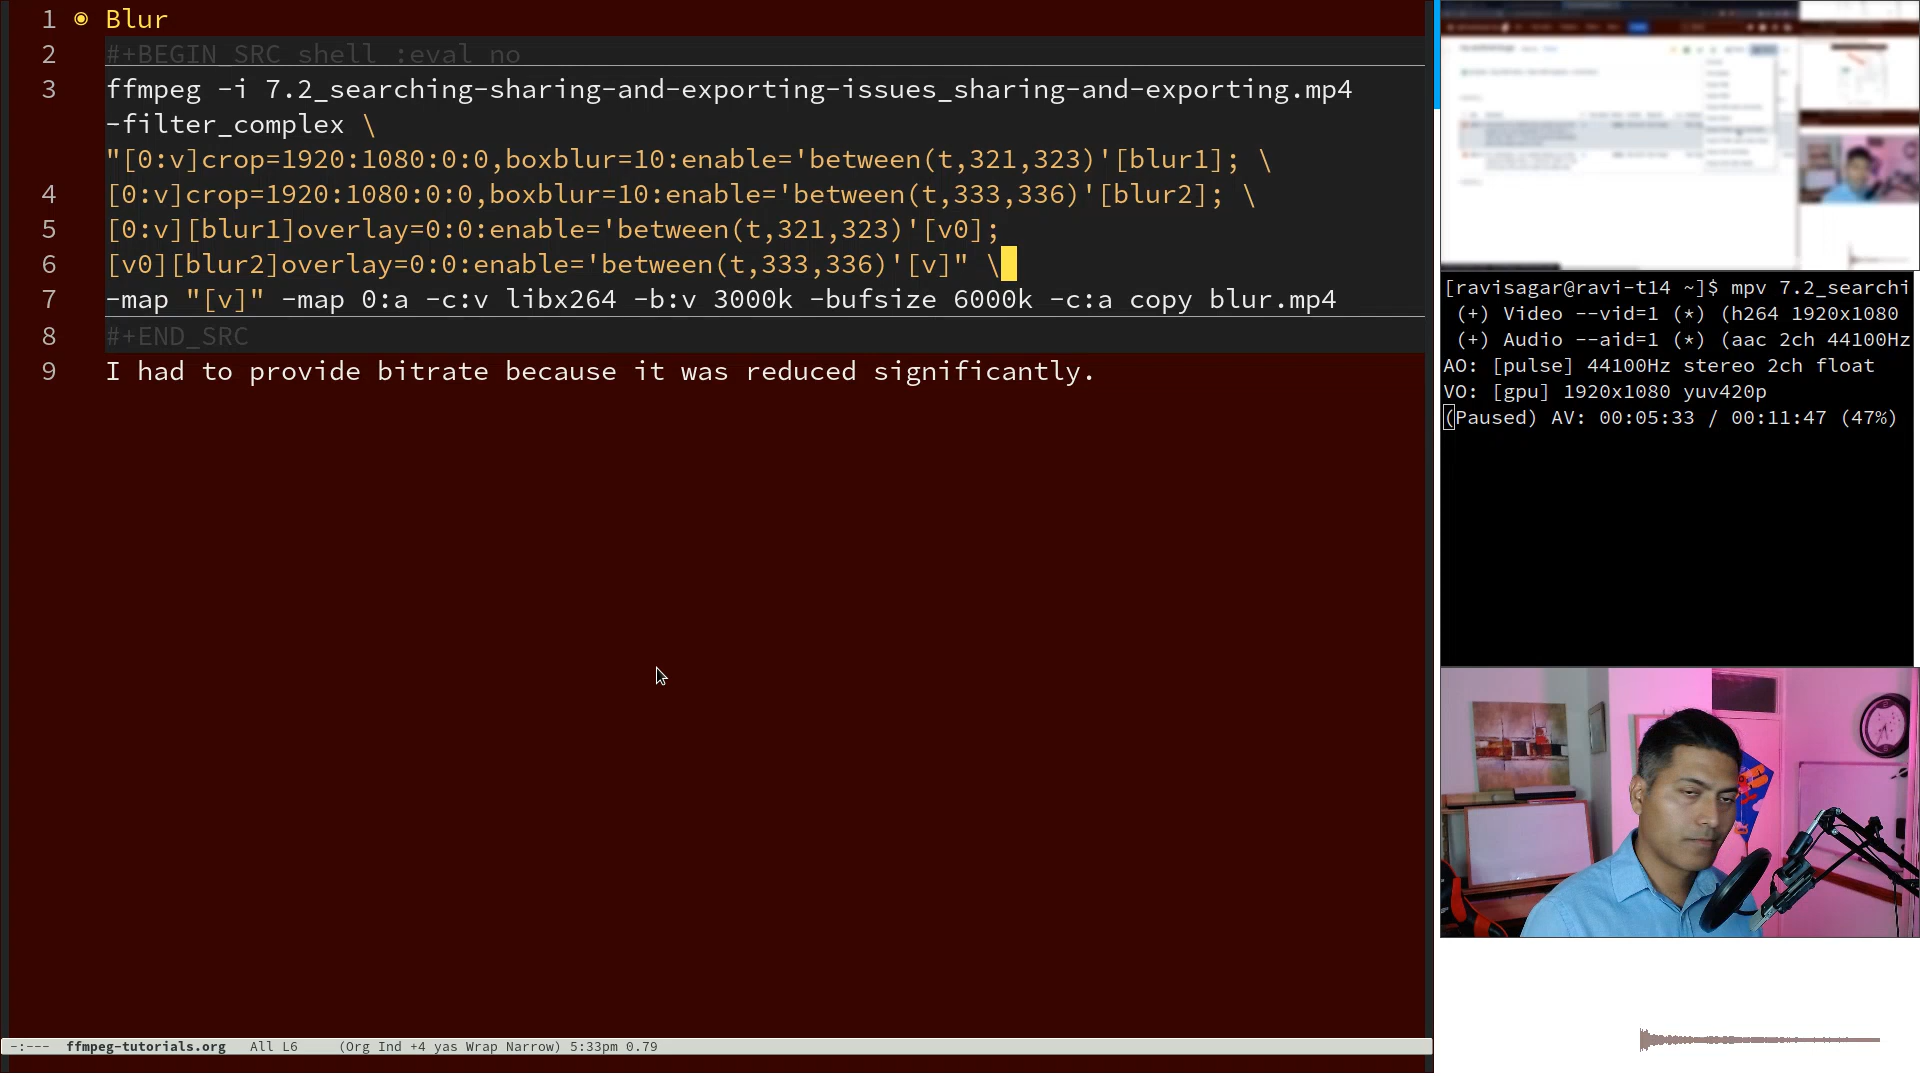 1 Blur
2 #+BEGIN_SRC shell :eval no
3 ffmpeg -i 7.2_searching-sharing-and-exporting-issues_sharing-and-exporting.mp4
-filter_complex \
"[0:v]crop=1920:1080:0:0,boxblur=10:enable='between(t,321,323)'[blur1]; \
4 [0:v]crop=1920:1080:0:0,boxblur=10:enable='between(t,333,336)'[blur2]; \
5 [0:v][blur1]overlay=0:0:enable='between(t,321,323)'[v0];
6 [v0][blur2]overlay=0:0:enable='between(t,333,336)'[v]" \
7 -map "[v]" -map 0:a -c:v libx264 -b:v 3000k -bufsize 6000k -c:a copy blur.mp4
8 #+END_SRC
9 I had to provide bitrate because it was reduced significantly.
-:--- ffmpeg-tutorials.org All L6 (Org Ind +4 yas Wrap Narrow) 5:33pm 0.79
[ravisagar@ravi-t14 ~]$ mpv 7.2_searchi
(+) Video --vid=1 (*) (h264 1920x1080
(+) Audio --aid=1 (*) (aac 2ch 44100Hz
AO: [pulse] 44100Hz stereo 2ch float
VO: [gpu] 1920x1080 yuv420p
(Paused) AV: 00:05:33 / 00:11:47 (47%)